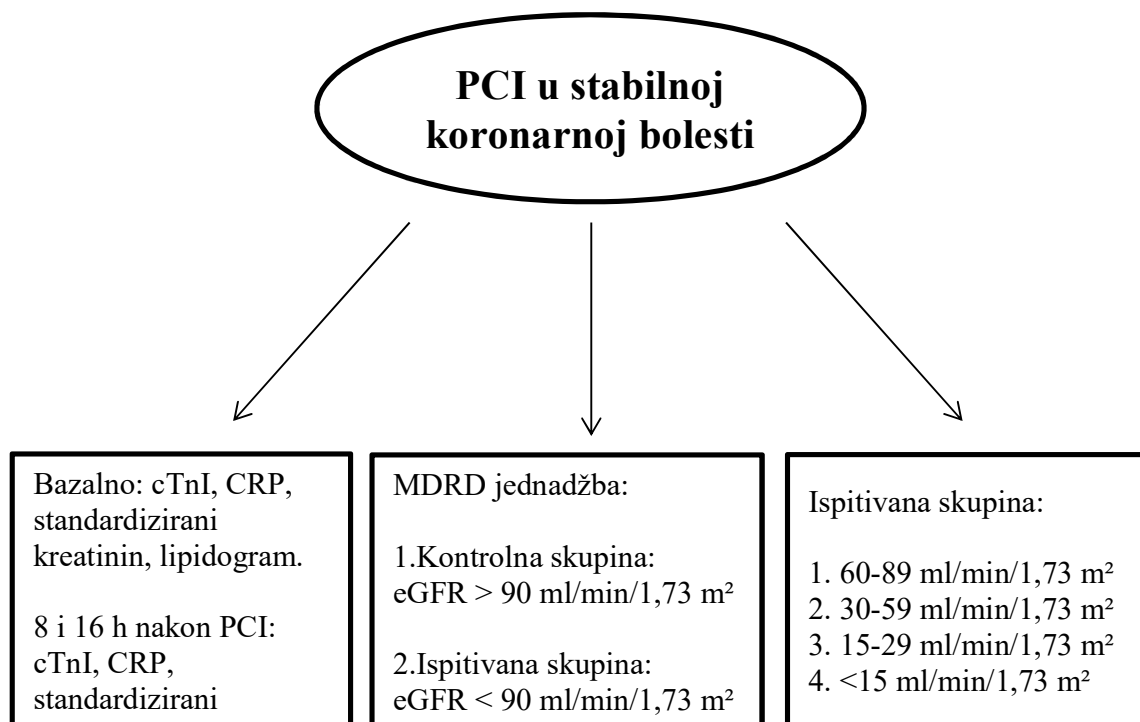 PCI u stabilnoj
koronarnoj bolesti
Bazalno: cTnI, CRP,
standardizirani
kreatinin, lipidogram.
8 i 16 h nakon PCI:
cTnI, CRP,
standardizirani
MDRD jednadžba:
1.Kontrolna skupina:
eGFR > 90 ml/min/1,73 m²
2.Ispitivana skupina:
eGFR < 90 ml/min/1,73 m²
Ispitivana skupina:
1. 60-89 ml/min/1,73 m²
2. 30-59 ml/min/1,73 m²
3. 15-29 ml/min/1,73 m²
4. <15 ml/min/1,73 m²